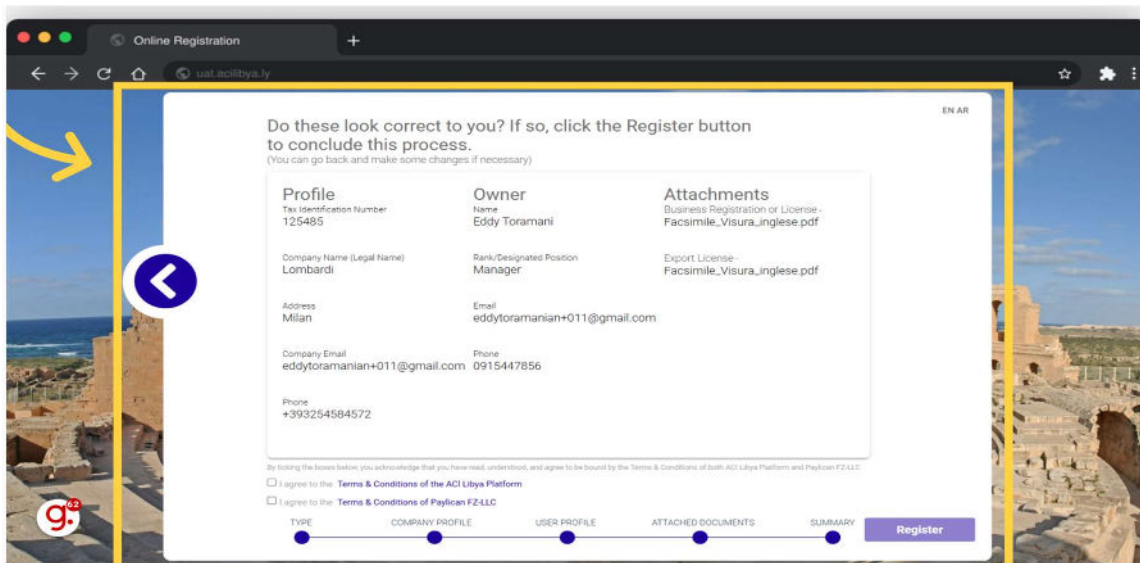 Online Registration
uat.acilibya.ly
EN AR
Do these look correct to you? If so, click the Register button
to conclude this process.
(You can go back and make some changes if necessary)
Profile
Tax Identification Number
125485
Company Name (Legal Name)
Lombardi
Address
Milan
Company Email
eddytoramanian+011@gmail.com
Phone
+393254584572
Owner
Name
Eddy Toramani
Rank/Designated Position
Manager
Email
eddytoramanian+011@gmail.com
Phone
0915447856
Attachments
Business Registration or License -
Facsimile_Visura_inglese.pdf
Export License -
Facsimile_Visura_inglese.pdf
By ticking the boxes below, you acknowledge that you have read, understood, and agree to be bound by the Terms & Conditions of both ACI Libya Platform and Paylican FZ-LLC
I agree to the Terms & Conditions of the ACI Libya Platform
I agree to the Terms & Conditions of Paylican FZ-LLC
TYPE
COMPANY PROFILE
USER PROFILE
ATTACHED DOCUMENTS
SUMMARY
Register
g.
62